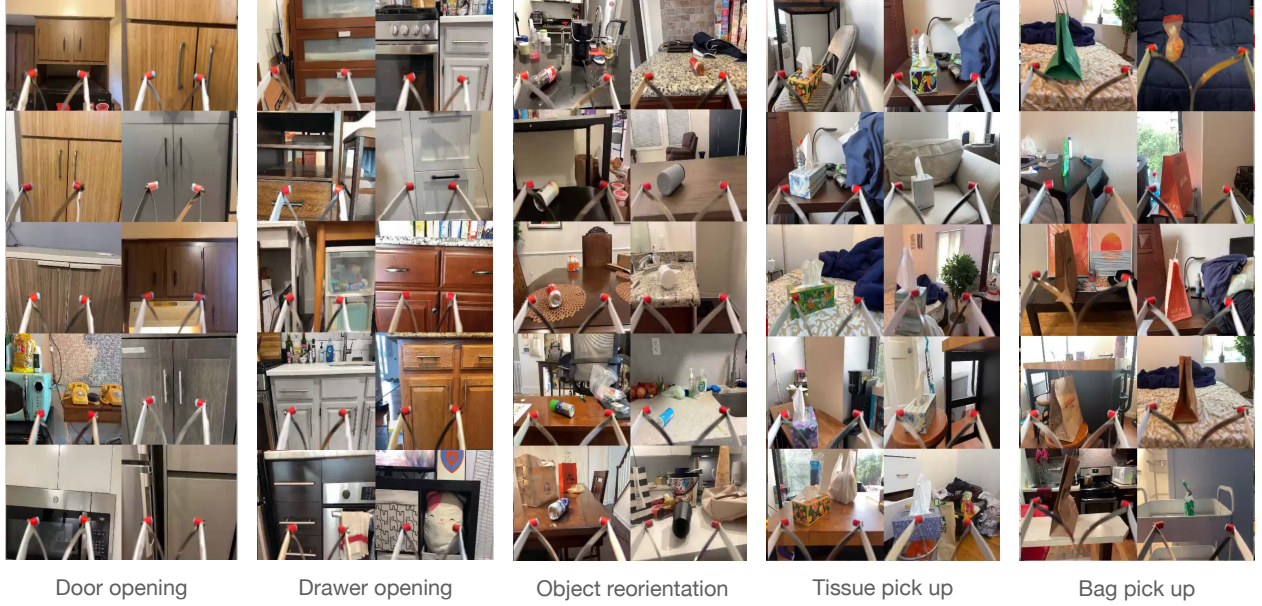 Door opening
Drawer opening
Object reorientation
Tissue pick up
Bag pick up